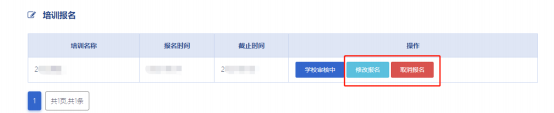 培训报名
培训名称 报名时间 截止时间 操作
2 2 学校审核中 修改报名 取消报名
1 共1页,共1条